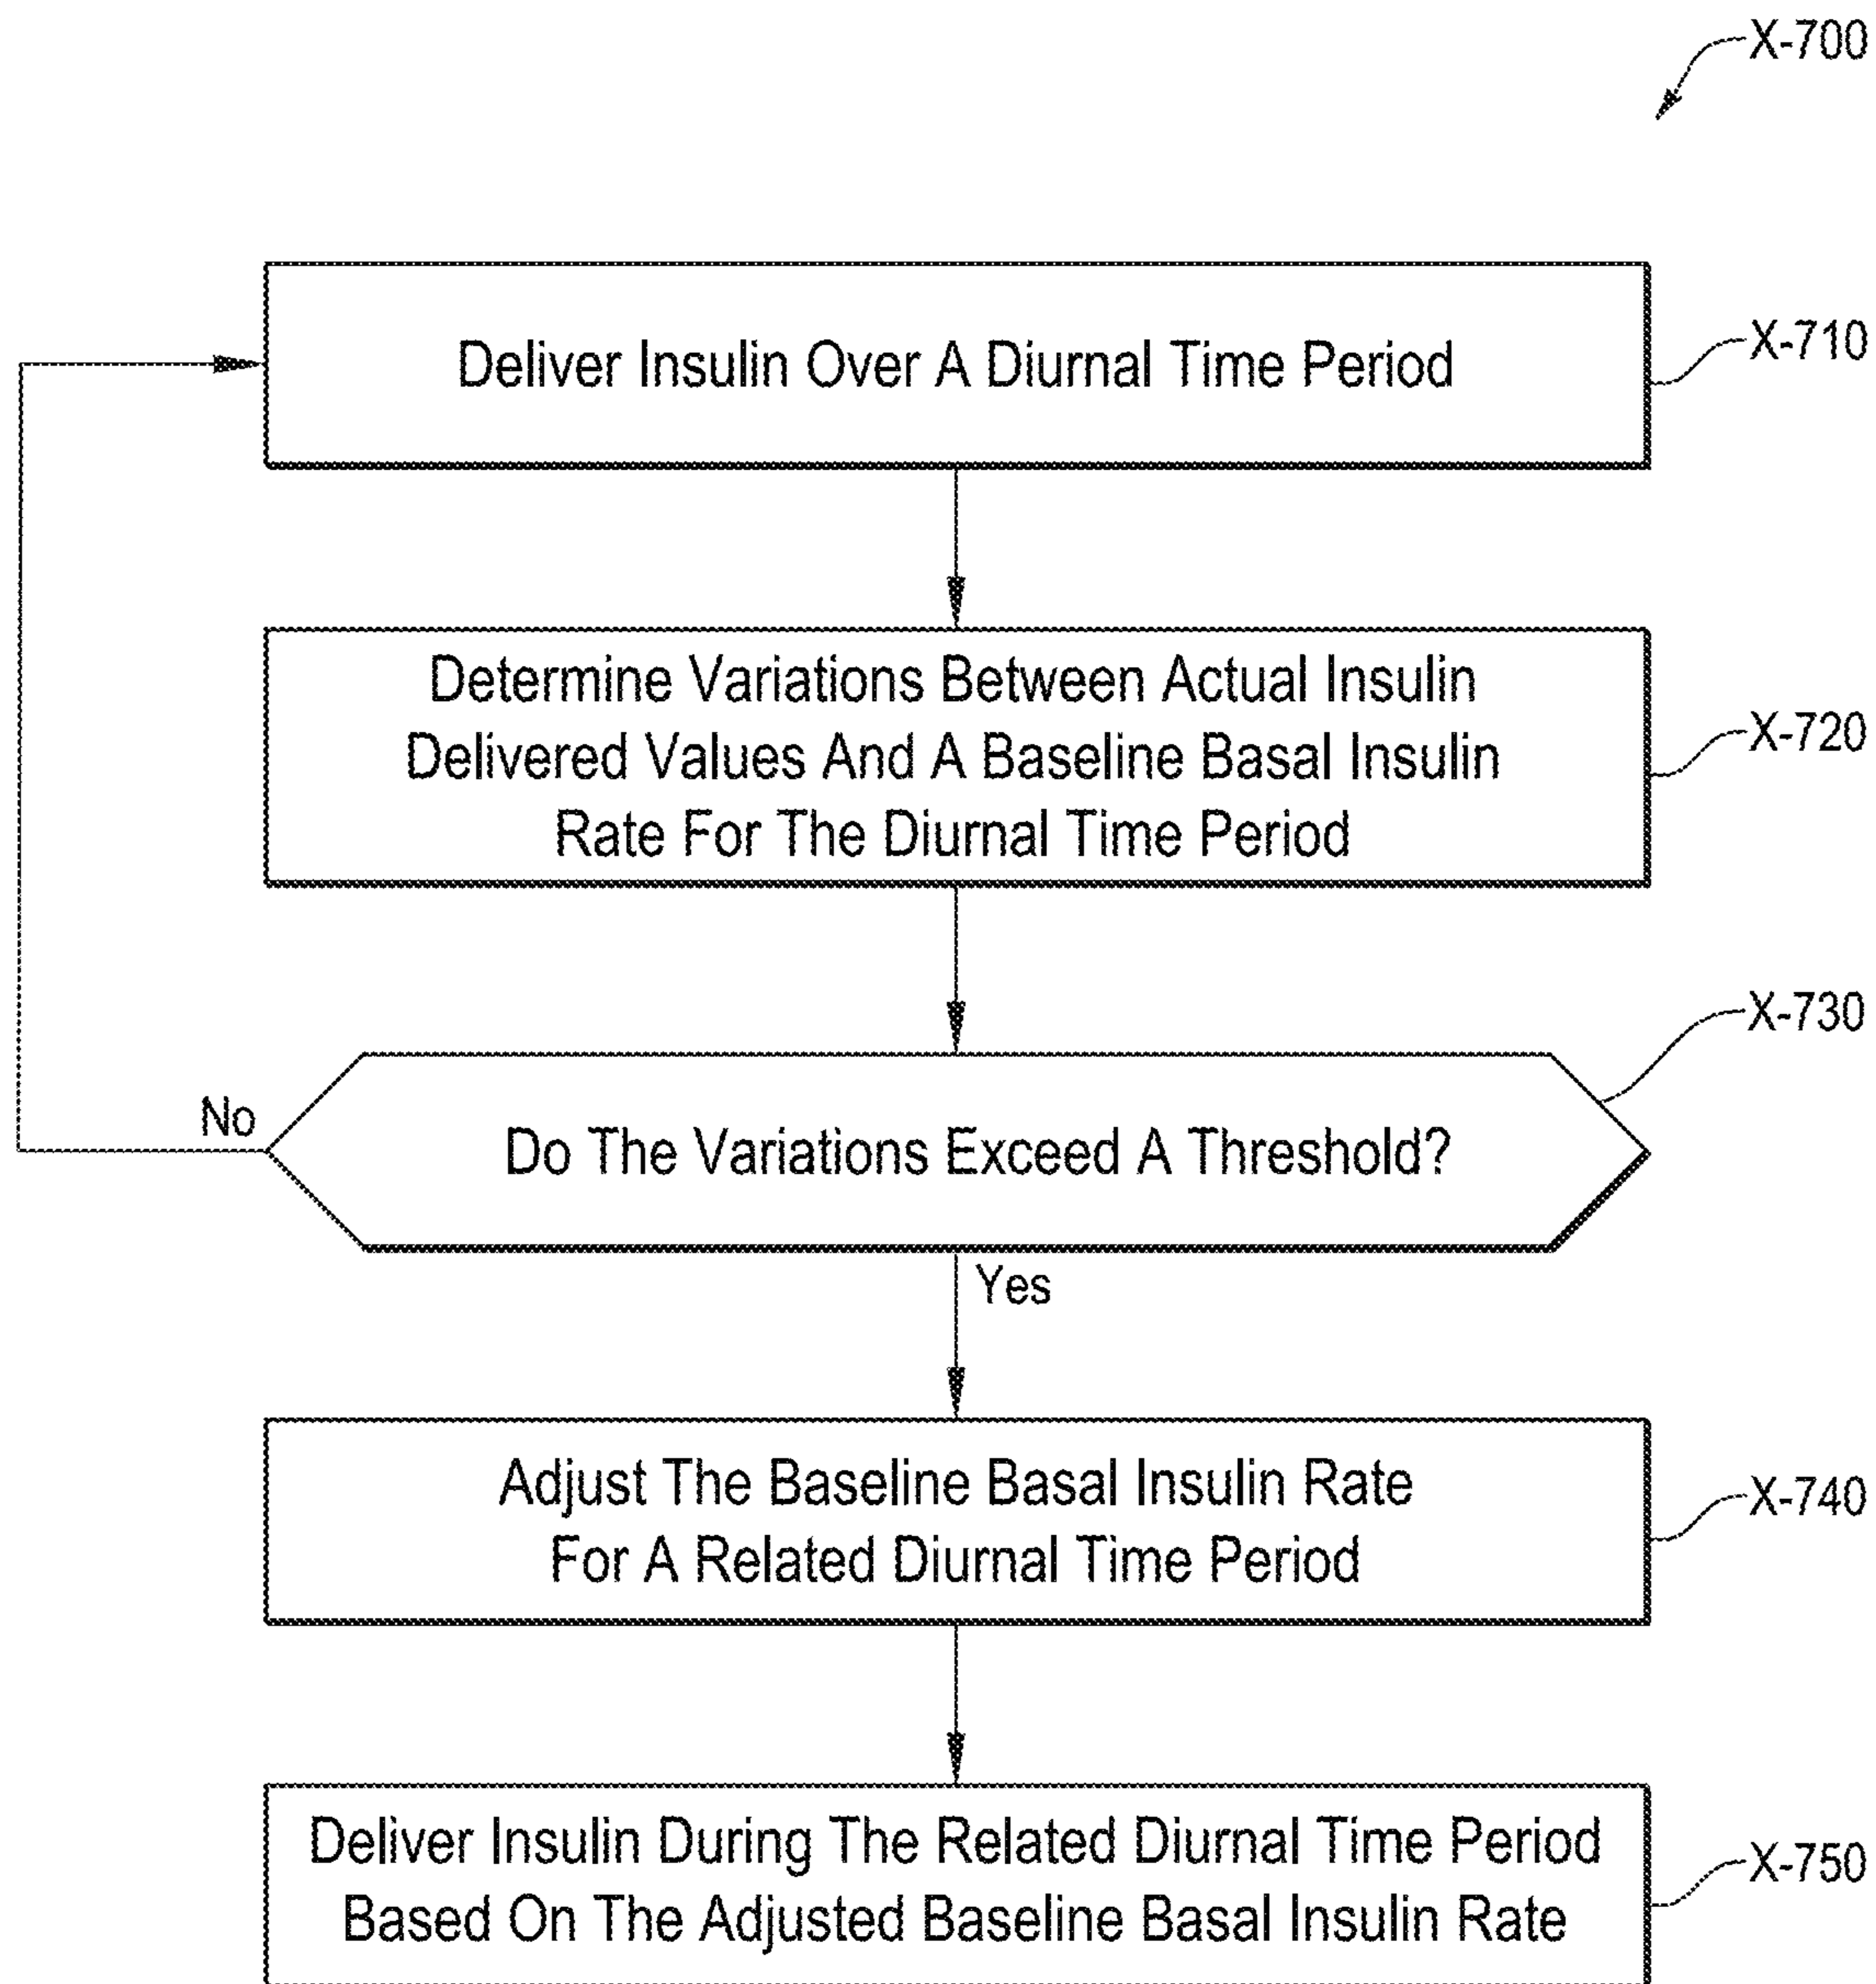 X-700
Deliver Insulin Over A Diurnal Time Period
X-710
Determine Variations Between Actual Insulin
Delivered Values And A Baseline Basal Insulin
Rate For The Diurnal Time Period
X-720
X-730
Do The Variations Exceed A Threshold?
No
Yes
Adjust The Baseline Basal Insulin Rate
For A Related Diurnal Time Period
X-740
Deliver Insulin During The Related Diurnal Time Period
Based On The Adjusted Baseline Basal Insulin Rate
X-750